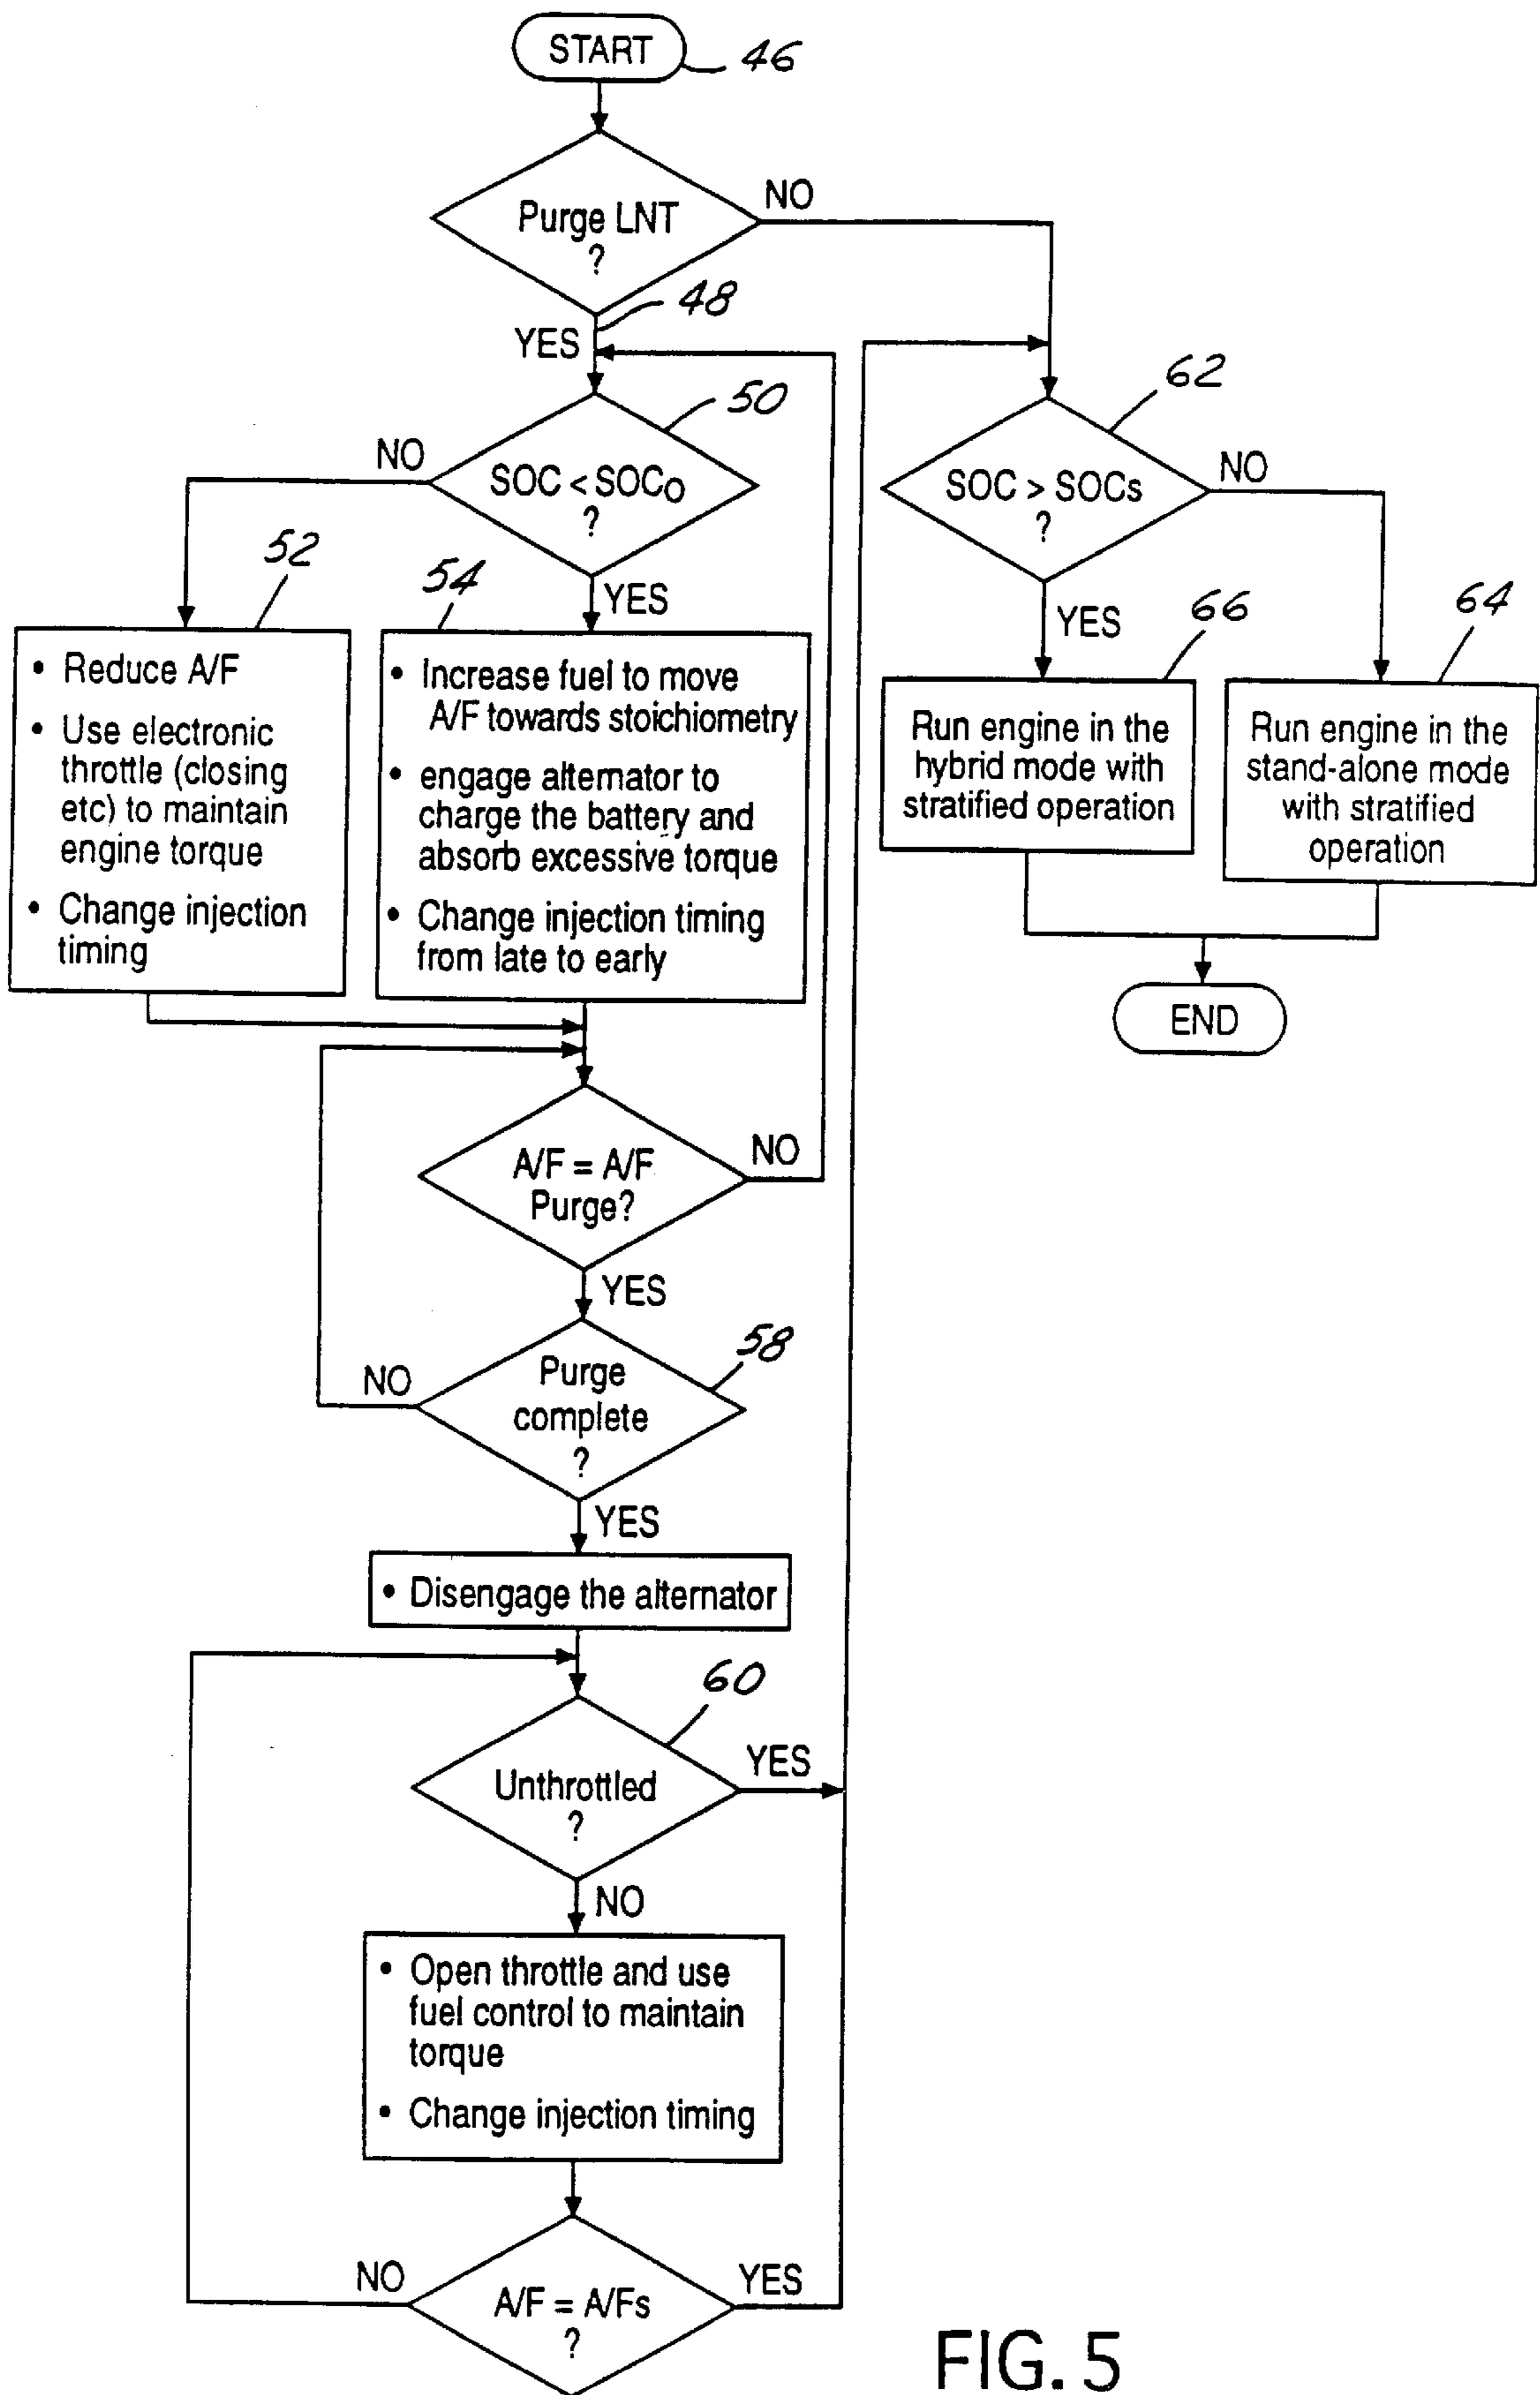 START
46
Purge LNT
?
NO
YES
48
50
SOC < SOCO
?
NO
YES
62
SOC > SOCs
?
NO
YES
52
• Reduce A/F
• Use electronic
throttle (closing
etc) to maintain
engine torque
• Change injection
timing
54
• Increase fuel to move
A/F towards stoichiometry
• engage alternator to
charge the battery and
absorb excessive torque
• Change injection timing
from late to early
66
Run engine in the
hybrid mode with
stratified operation
64
Run engine in the
stand-alone mode
with stratified
operation
END
A/F = A/F
Purge?
NO
YES
58
Purge
complete
?
NO
YES
• Disengage the alternator
60
Unthrottled
?
YES
NO
• Open throttle and use
fuel control to maintain
torque
• Change injection timing
A/F = A/Fs
?
NO
YES
FIG. 5